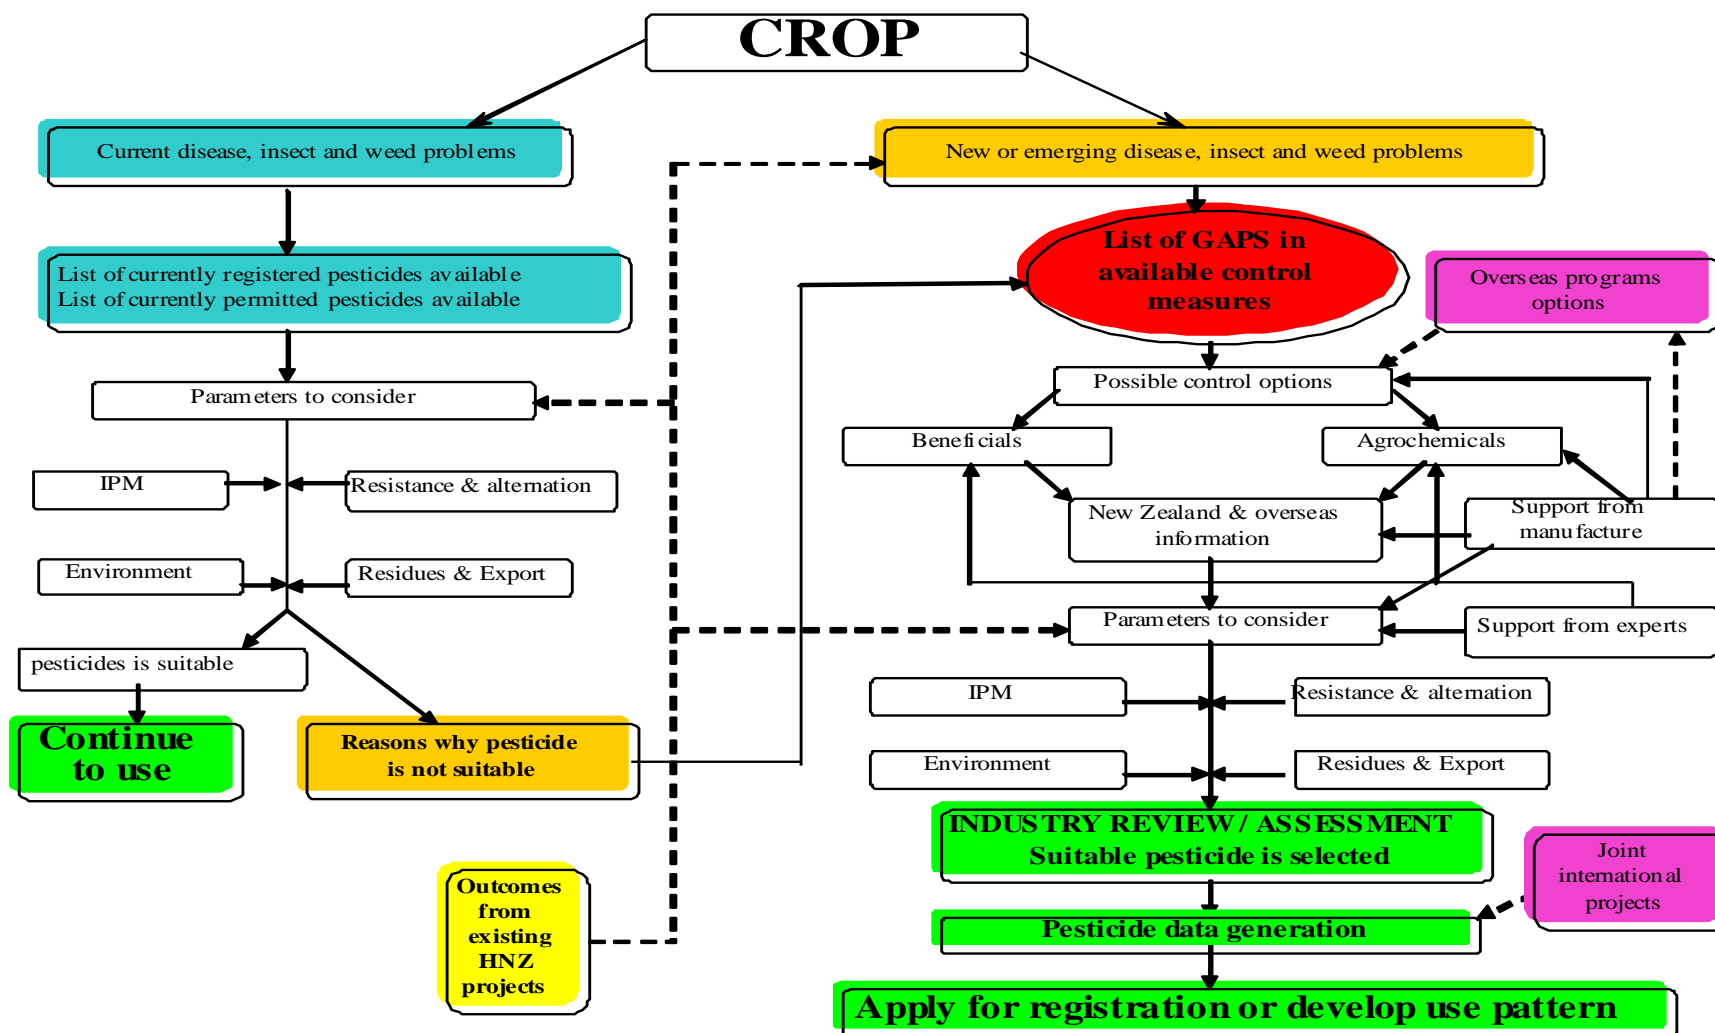 CROP
Current disease, insect and weed problems
New or emerging disease, insect and weed problems
List of currently registered pesticides available
List of currently permitted pesticides available
List of GAPS in
available control
measures
Overseas programs
options
Parameters to consider
Possible control options
Beneficials
Agrochemicals
IPM
Resistance & alternation
New Zealand & overseas
information
Support from
manufacture
Environment
Residues & Export
Parameters to consider
Support from experts
pesticides is suitable
IPM
Resistance & alternation
Continue
to use
Reasons why pesticide
is not suitable
Environment
Residues & Export
INDUSTRY REVIEW / ASSESSMENT
Suitable pesticide is selected
Joint
international
projects
Outcomes
from
existing
HNZ
projects
Pesticide data generation
Apply for registration or develop use pattern